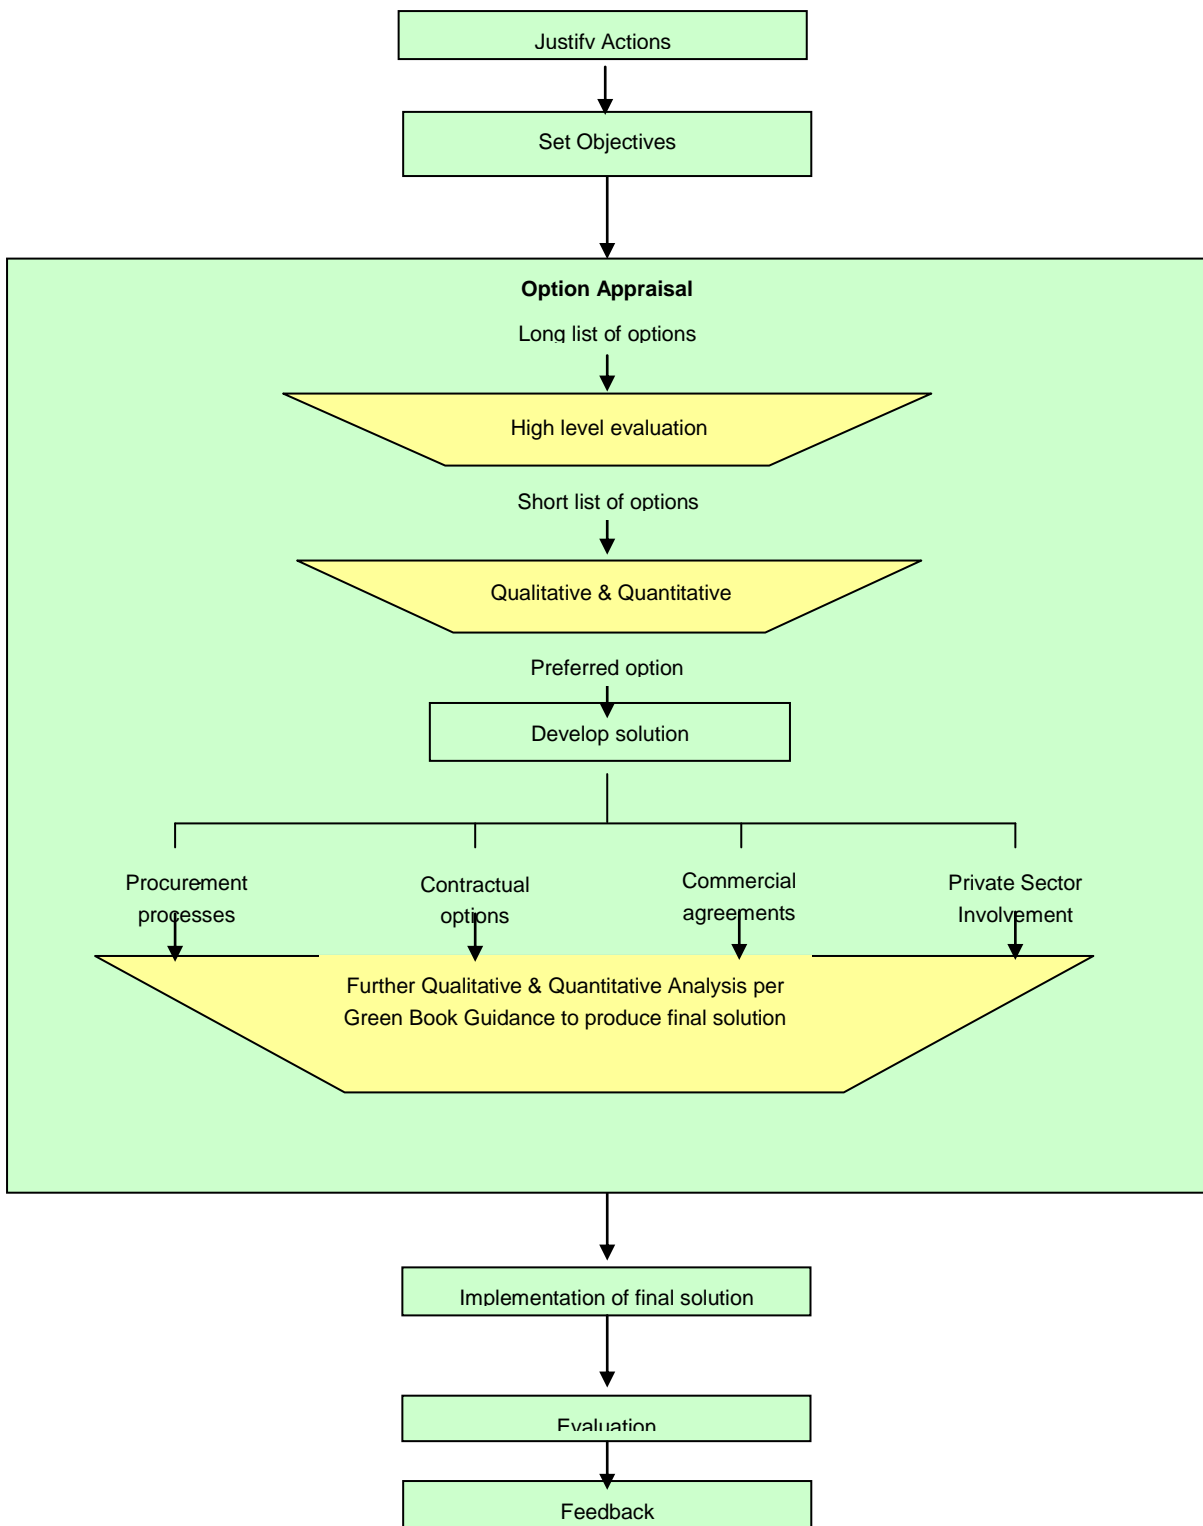 Justify Actions
Set Objectives
Option Appraisal
Long list of options
High level evaluation
Short list of options
Qualitative & Quantitative
Preferred option
Develop solution
Procurement
processes
Contractual
options
Commercial
agreements
Private Sector
Involvement
Further Qualitative & Quantitative Analysis per
Green Book Guidance to produce final solution
Implementation of final solution
Evaluation
Feedback